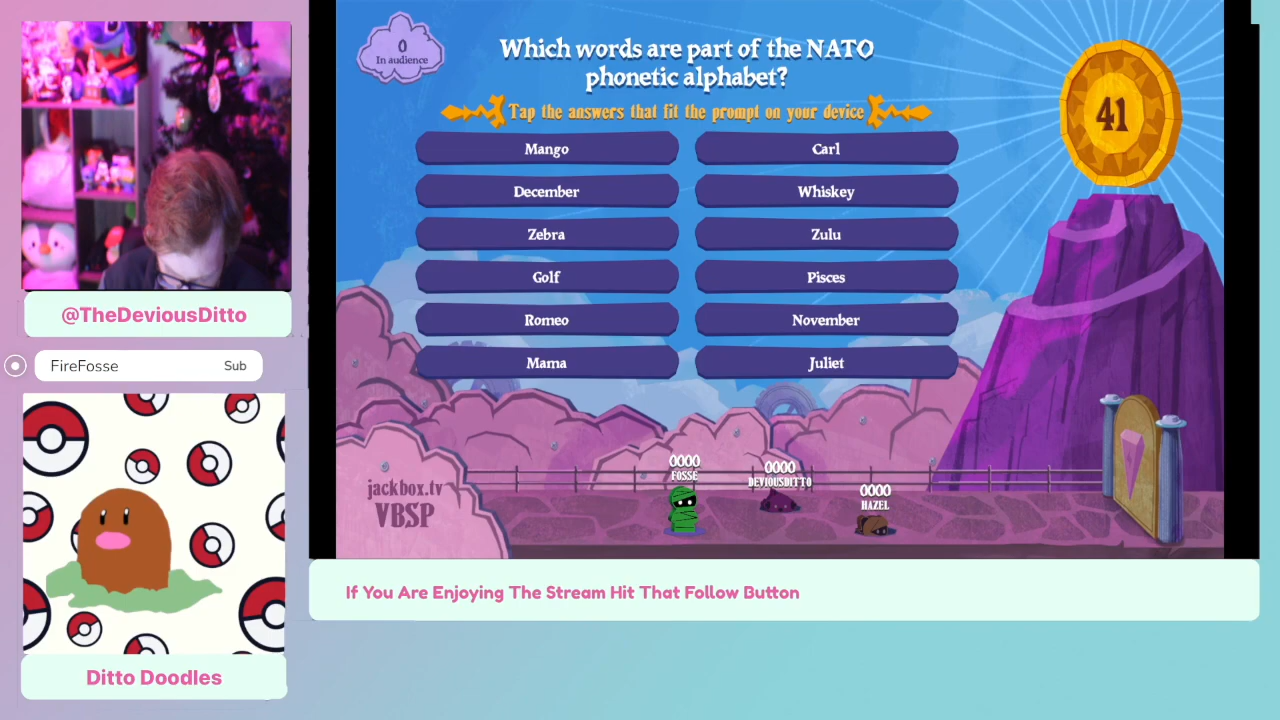 @TheDeviousDitto
FireFosse Sub
Ditto Doodles
0
In audience
Which words are part of the NATO
phonetic alphabet?
Tap the answers that fit the prompt on your device
Mango Carl
December Whiskey
Zebra Zulu
Golf Pisces
Romeo November
Mama Juliet
41
0000
FOSSE
0000
DEVIOUSDITTO
0000
HAZEL
jackbox.tv
VBSP
If You Are Enjoying The Stream Hit That Follow Button